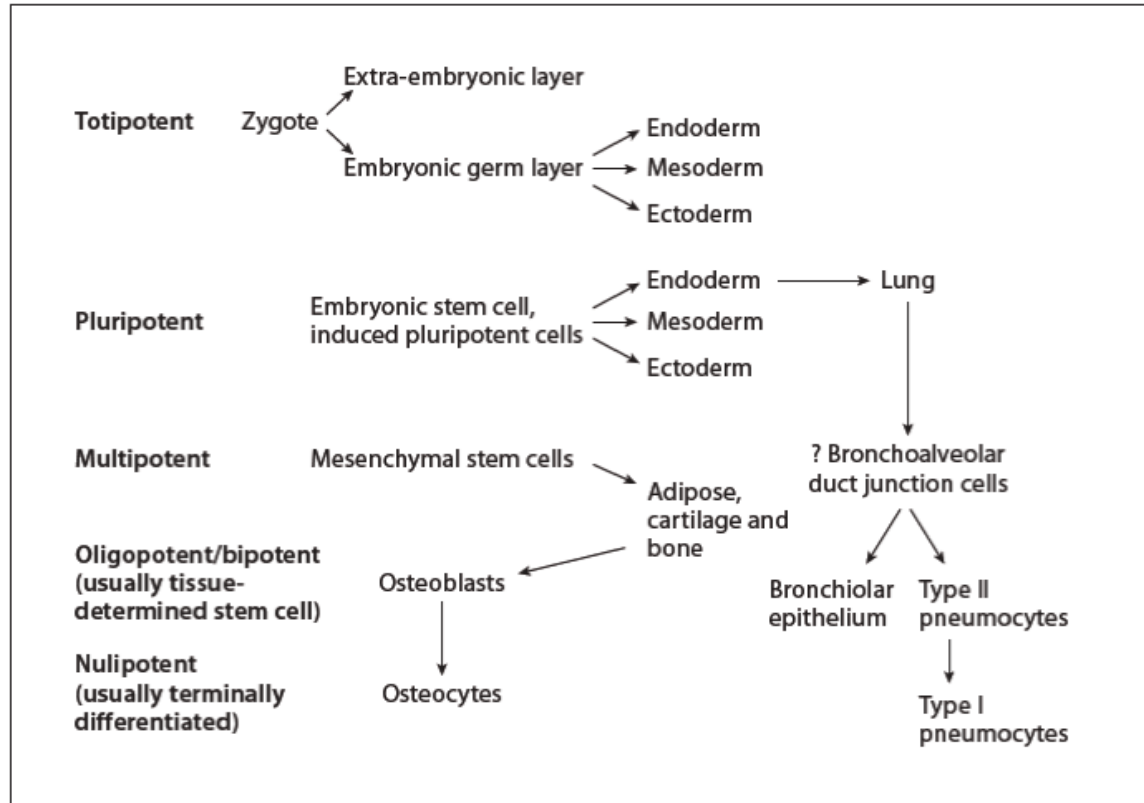 Extra-embryonic layer
Totipotent
Zygote
Endoderm
Embryonic germ layer
Mesoderm
Ectoderm
Endoderm
Lung
Pluripotent
Embryonic stem cell,
induced pluripotent cells
Mesoderm
Ectoderm
Multipotent
Mesenchymal stem cells
? Bronchoalveolar
duct junction cells
Adipose,
cartilage and
bone
Oligopotent/bipotent
(usually tissue-
determined stem cell)
Osteoblasts
Bronchiolar
epithelium
Type II
pneumocytes
Nulipotent
(usually terminally
differentiated)
Osteocytes
Type I
pneumocytes